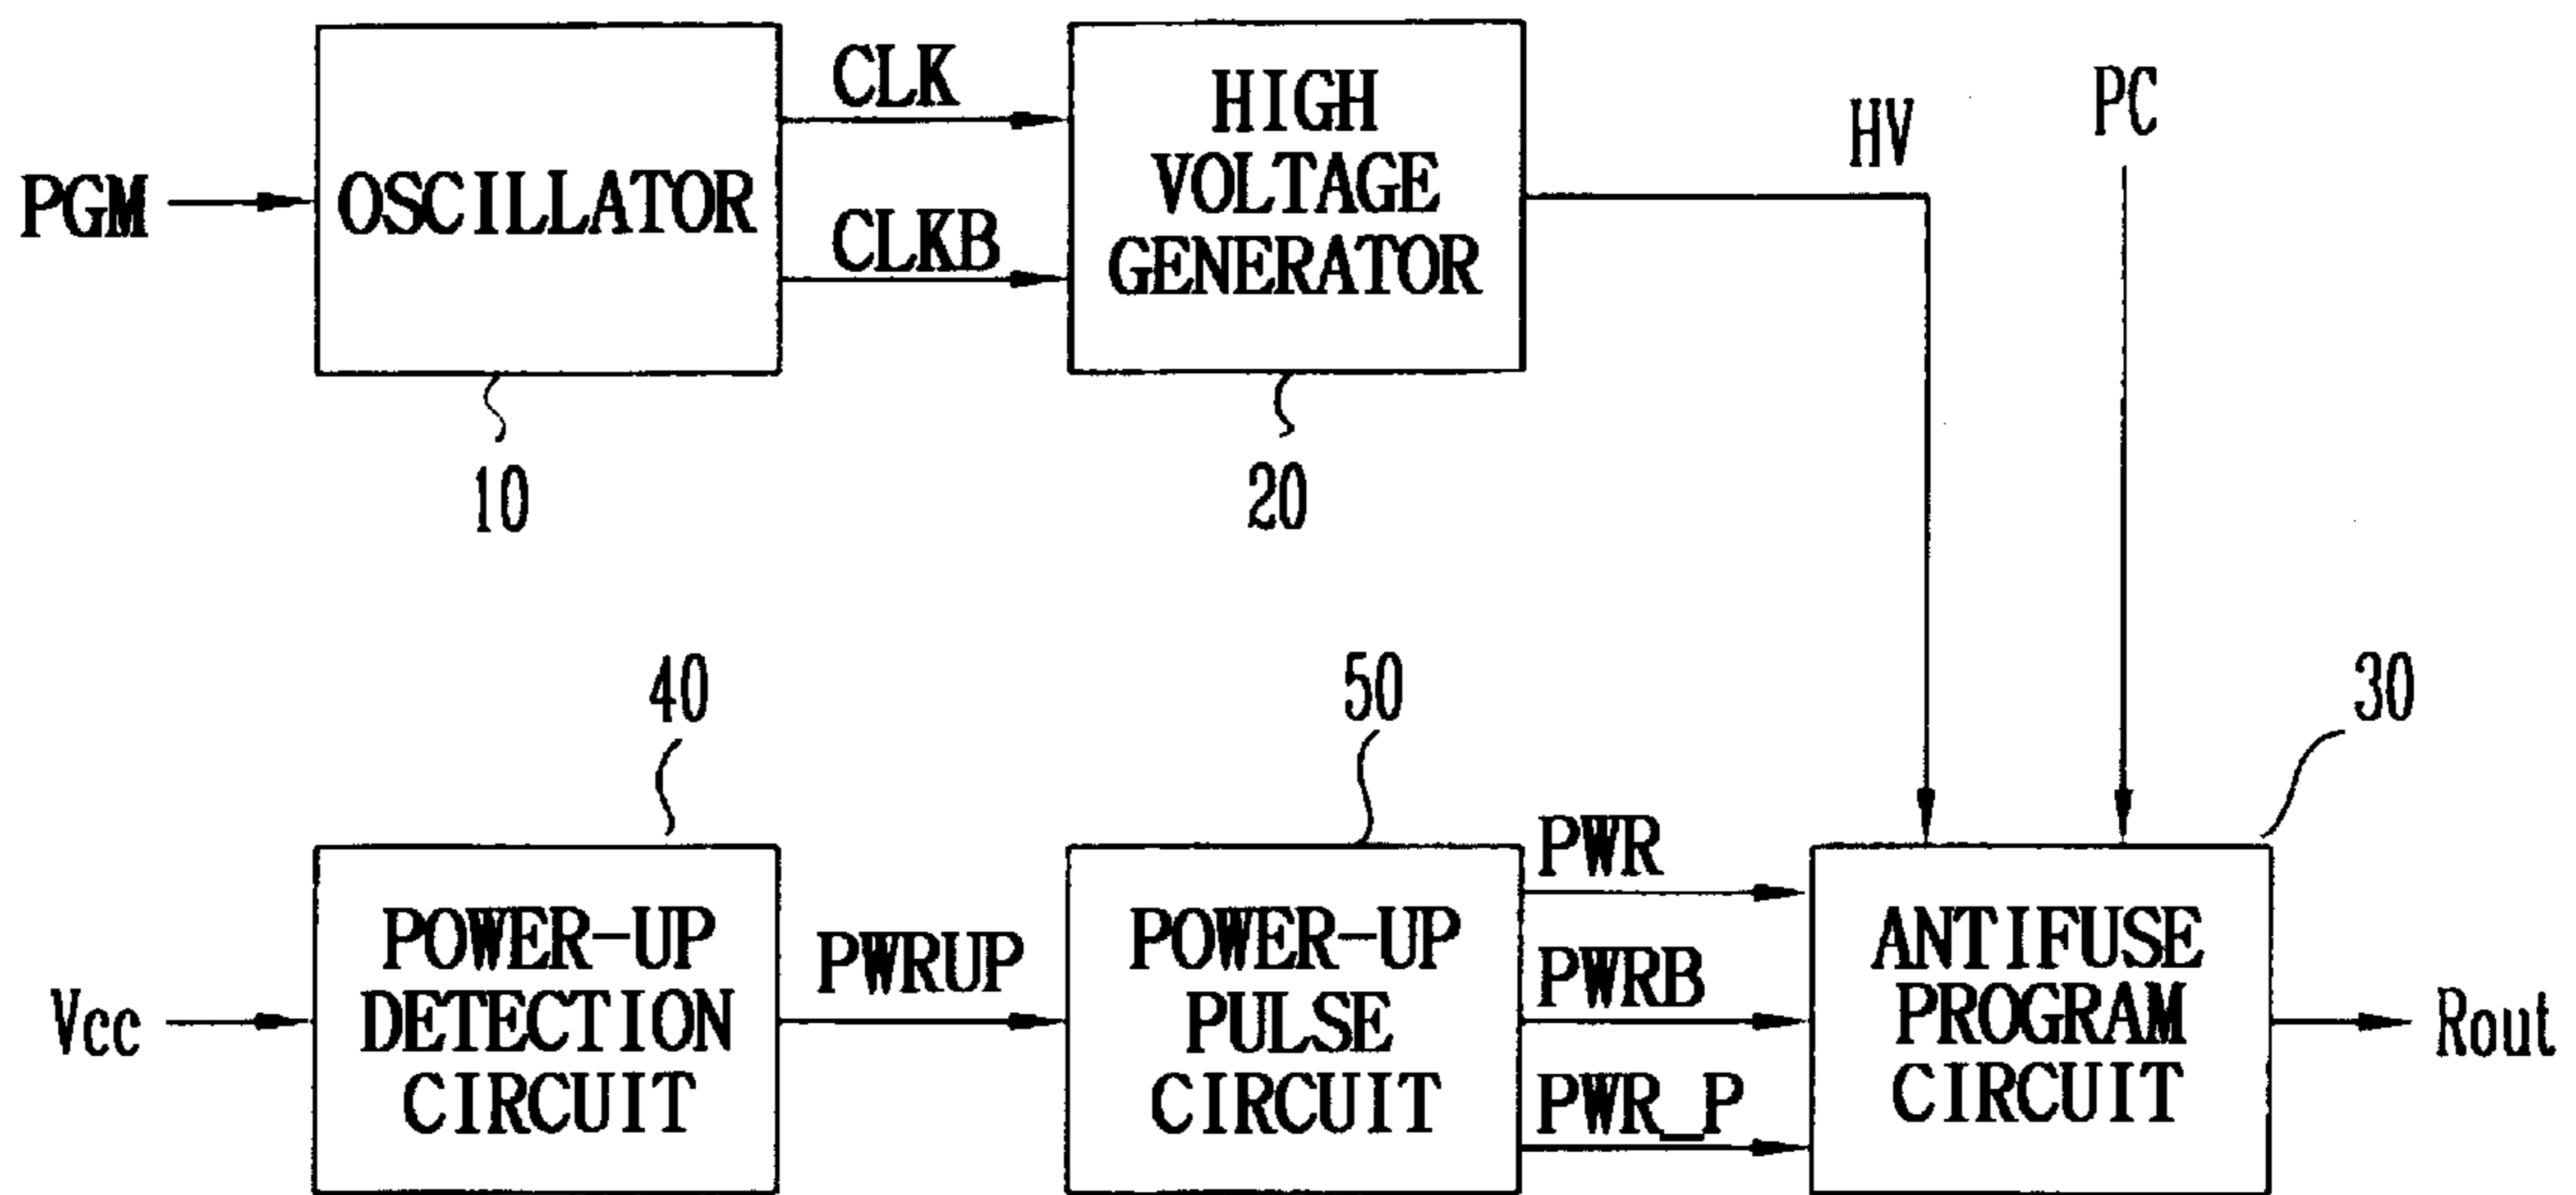 PGM
OSCILLATOR
10
CLK
CLKB
HIGH
VOLTAGE
GENERATOR
20
HV
PC
Vcc
POWER-UP
DETECTION
CIRCUIT
40
PWRUP
POWER-UP
PULSE
CIRCUIT
50
PWR
PWRB
PWR_P
ANTIFUSE
PROGRAM
CIRCUIT
30
Rout